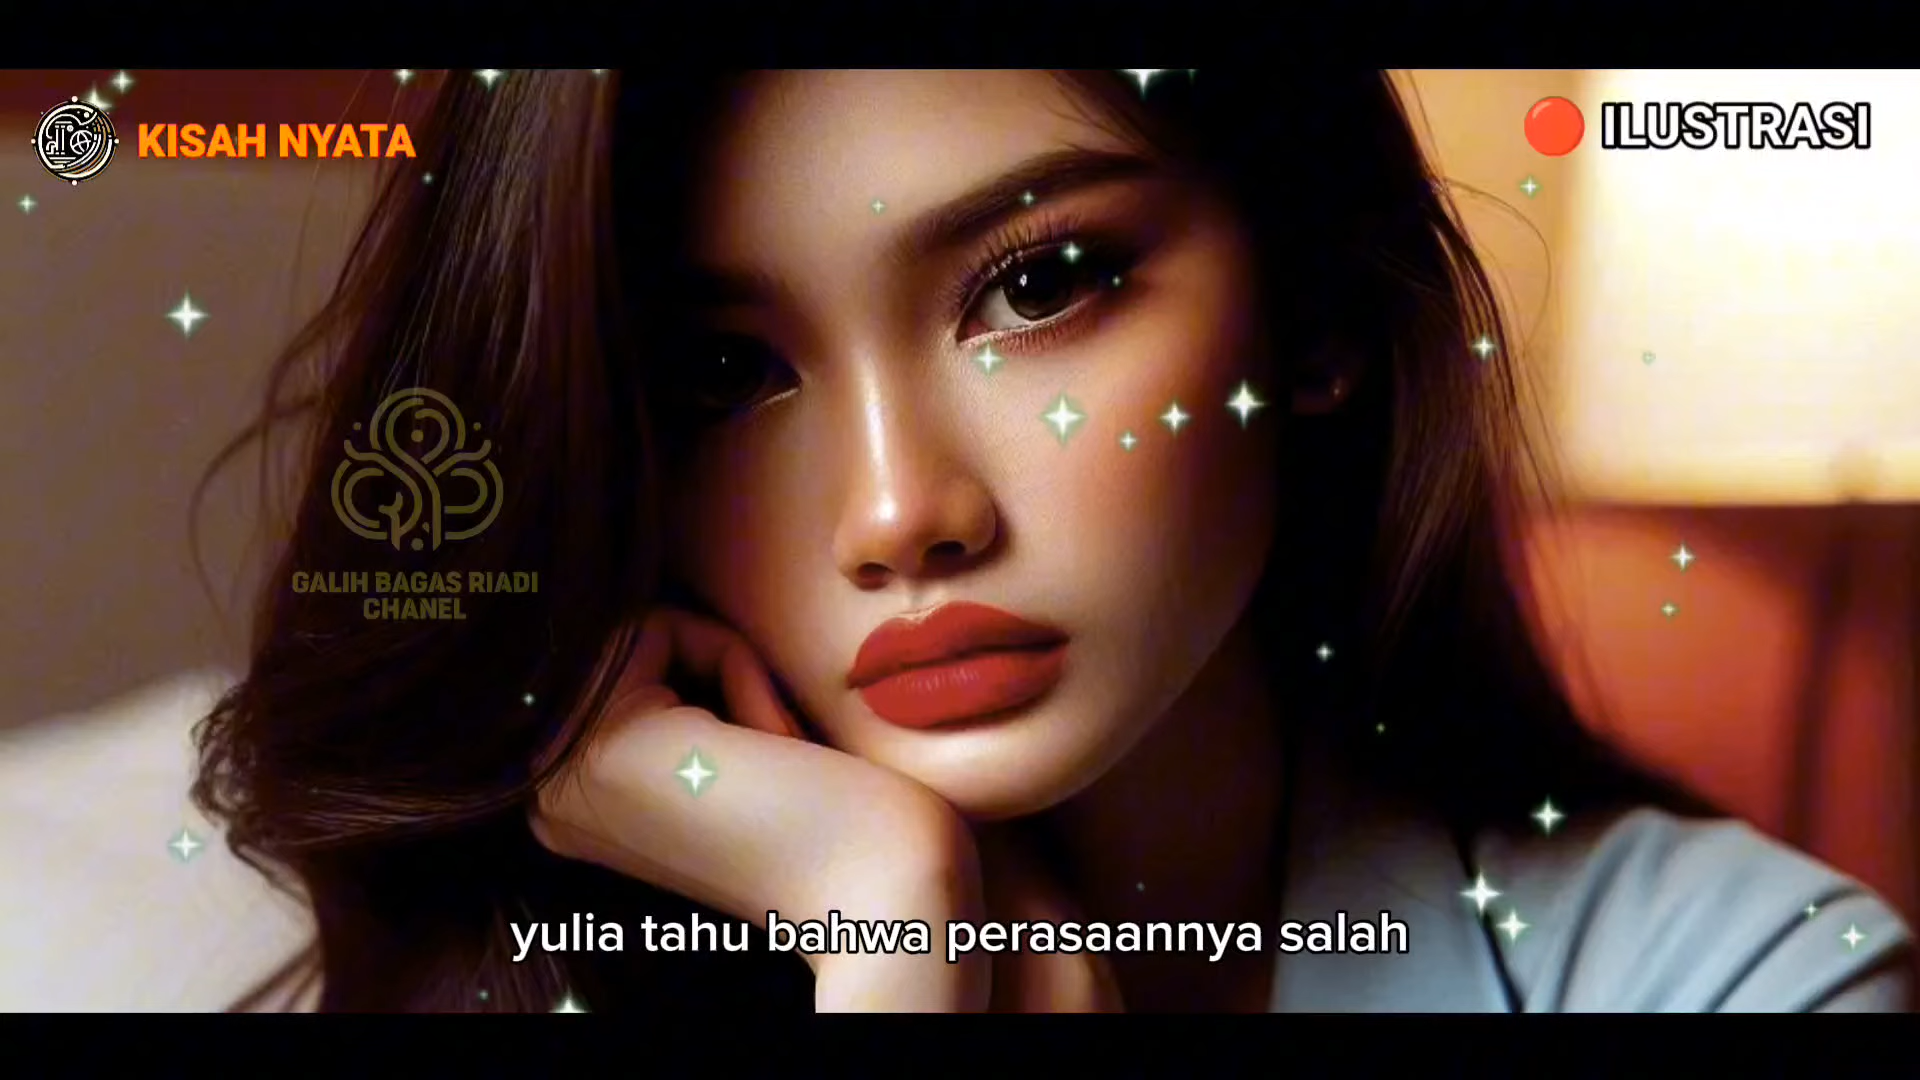 KISAH NYATA
ILUSTRASI
GALIH BAGAS RIADI
CHANEL
yulia tahu bahwa perasaannya salah